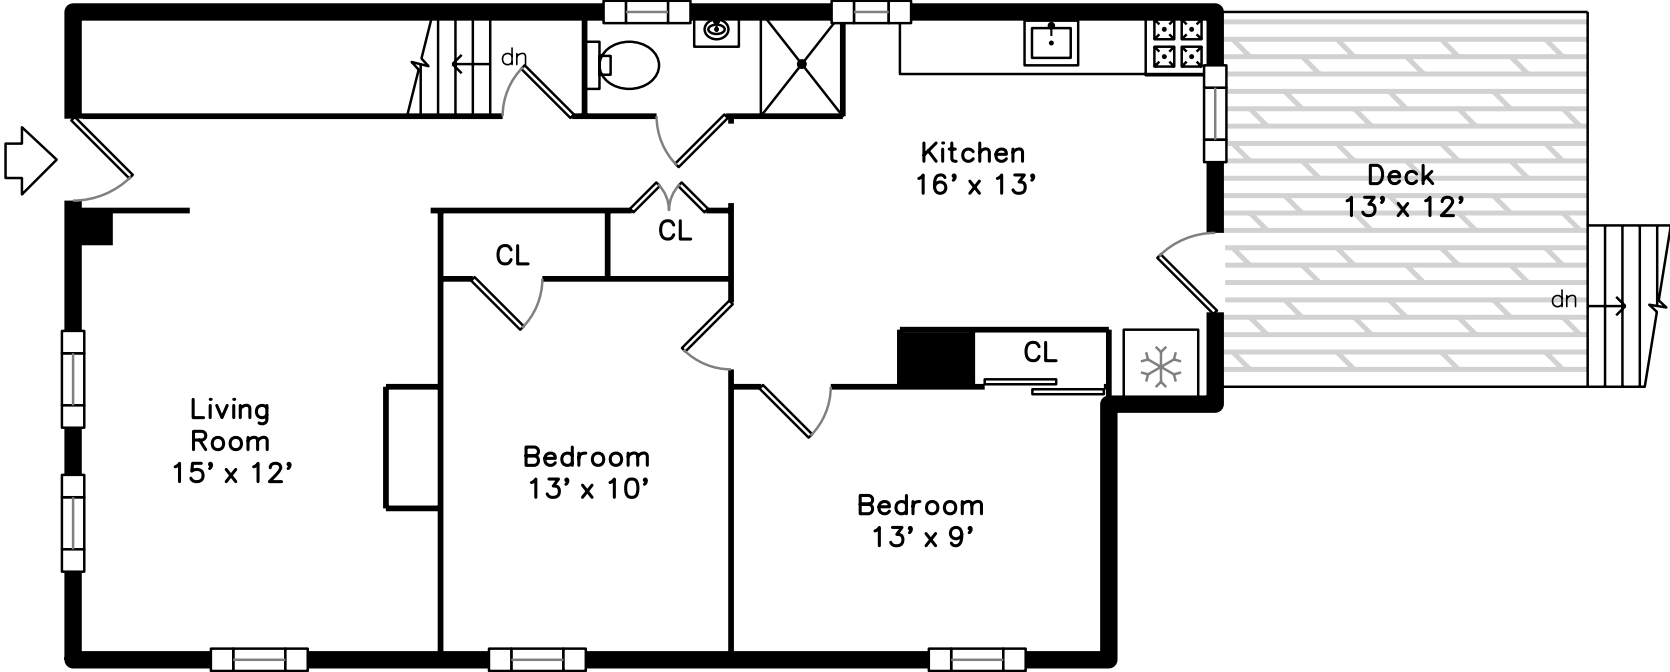 dn
Kitchen
16' x 13'
Deck
13' x 12'
CL
CL
dn
CL
Living
Room
15' x 12'
Bedroom
13' x 10'
Bedroom
13' x 9'